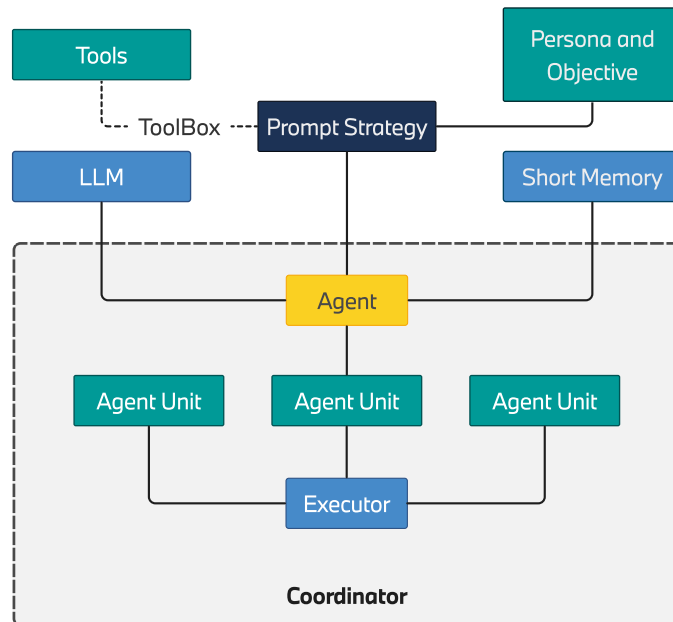 Tools
Persona and
Objective
ToolBox
Prompt Strategy
LLM
Short Memory
Agent
Agent Unit
Agent Unit
Agent Unit
Executor
Coordinator